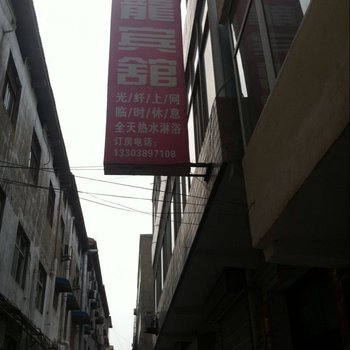 龍
宾
舘
光/纤/上/网
临/时/休/息
全天热水淋浴
订房电话:
13303897108